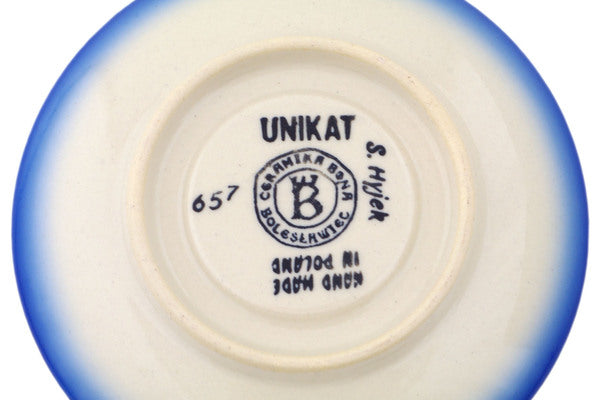 UNIKAT
S. Hyjek
657
CERAMIKA BONA
B
BOLESŁAWIEC
HAND MADE
IN POLAND